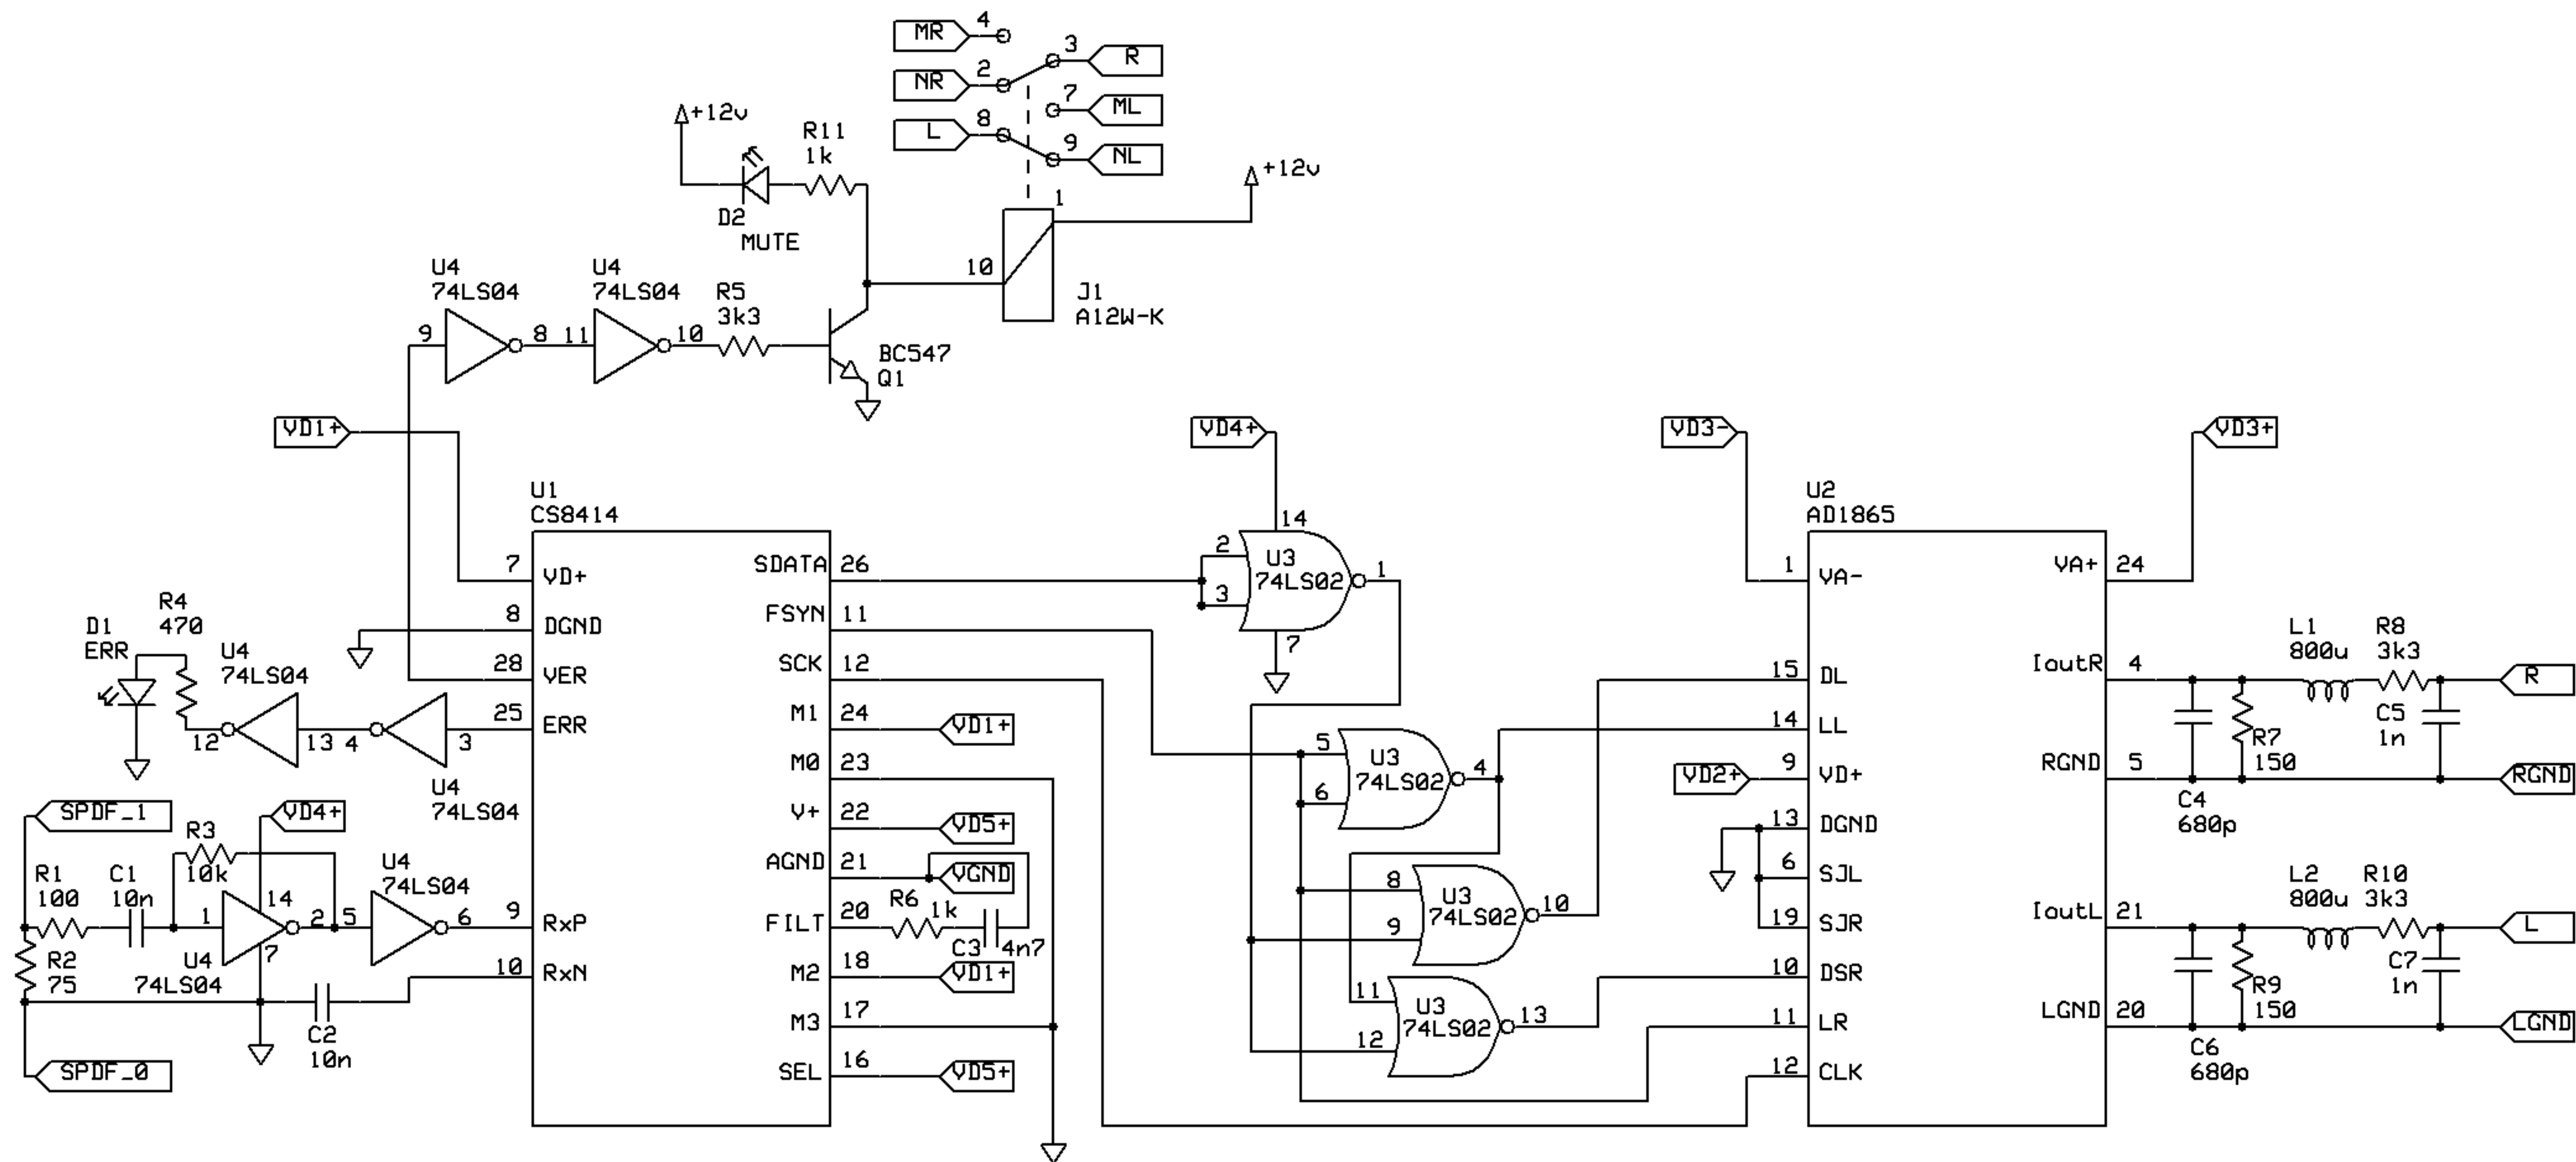 MR 4
3 R
NR 2
7 ML
L 8
9 NL
+12v
R11
1k
D2
MUTE
+12v
1
10
J1
A12W-K
U4
74LS04
9 8
U4
74LS04
11 10
R5
3k3
BC547
Q1
VD1+
VD4+
VD3-
VD3+
U1
CS8414
7 VD+
8 DGND
28 VER
25 ERR
9 RxP
10 RxN
SDATA 26
FSYN 11
SCK 12
M1 24 VD1+
M0 23
V+ 22 VD5+
AGND 21 VGND
FILT 20
R6
1k
C3 4n7
M2 18 VD1+
M3 17
SEL 16 VD5+
D1
ERR
R4
470
U4
74LS04
12 13
4 3
U4
74LS04
SPDF_1
VD4+
R3
10k
R1
100
C1
10n
14
1 2
7
U4
74LS04
U4
74LS04
5 6
R2
75
C2
10n
SPDF_0
14
2
3
U3
74LS02
1
7
5
6
U3
74LS02
4
8
9
U3
74LS02
10
11
12
U3
74LS02
13
U2
AD1865
1 VA-
15 DL
14 LL
VD2+ 9 VD+
13 DGND
6 SJL
19 SJR
10 DSR
11 LR
12 CLK
VA+ 24
IoutR 4
RGND 5
IoutL 21
LGND 20
L1
800u
R8
3k3
R
C5
1n
R7
150
RGND
C4
680p
L2
800u
R10
3k3
L
C7
1n
R9
150
LGND
C6
680p